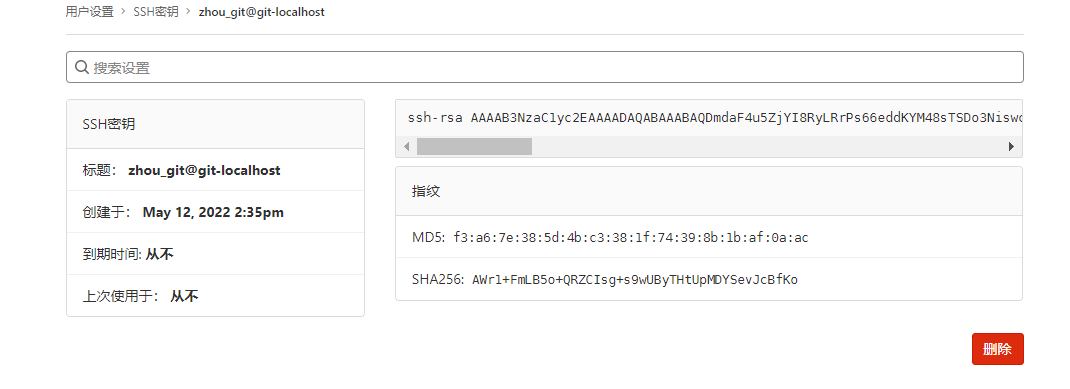 用户设置 > SSH密钥 > zhou_git@git-localhost
搜索设置
SSH密钥
标题： zhou_git@git-localhost
创建于： May 12, 2022 2:35pm
到期时间: 从不
上次使用于： 从不
ssh-rsa AAAAB3NzaC1yc2EAAAADAQABAAABAQDmdaF4u5ZjYI8RyLRrPs66eddKYM48sTSDo3Niswc
指纹
MD5: f3:a6:7e:38:5d:4b:c3:38:1f:74:39:8b:1b:af:0a:ac
SHA256: AWrl+FmLB5o+QRZCIsg+s9wUByTHtUpMDYSevJcBfKo
删除